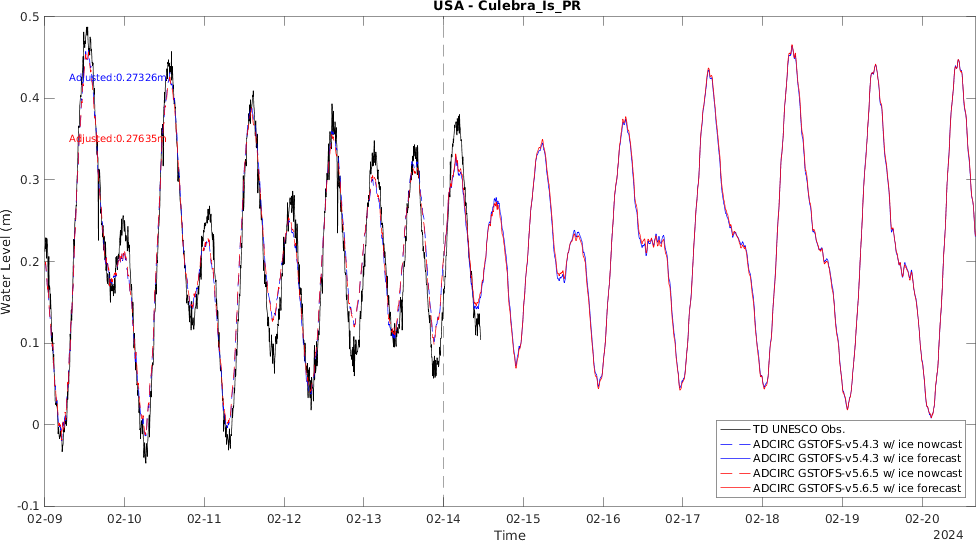 USA - Culebra_Is_PR
0.5
0.4
0.3
0.2
0.1
0
-0.1
Water Level (m)
Adjusted:0.27326m
Adjusted:0.27635m
TD UNESCO Obs.
ADCIRC GSTOFS-v5.4.3 w/ ice nowcast
ADCIRC GSTOFS-v5.4.3 w/ ice forecast
ADCIRC GSTOFS-v5.6.5 w/ ice nowcast
ADCIRC GSTOFS-v5.6.5 w/ ice forecast
02-09 02-10 02-11 02-12 02-13 02-14 02-15 02-16 02-17 02-18 02-19 02-20
Time
2024